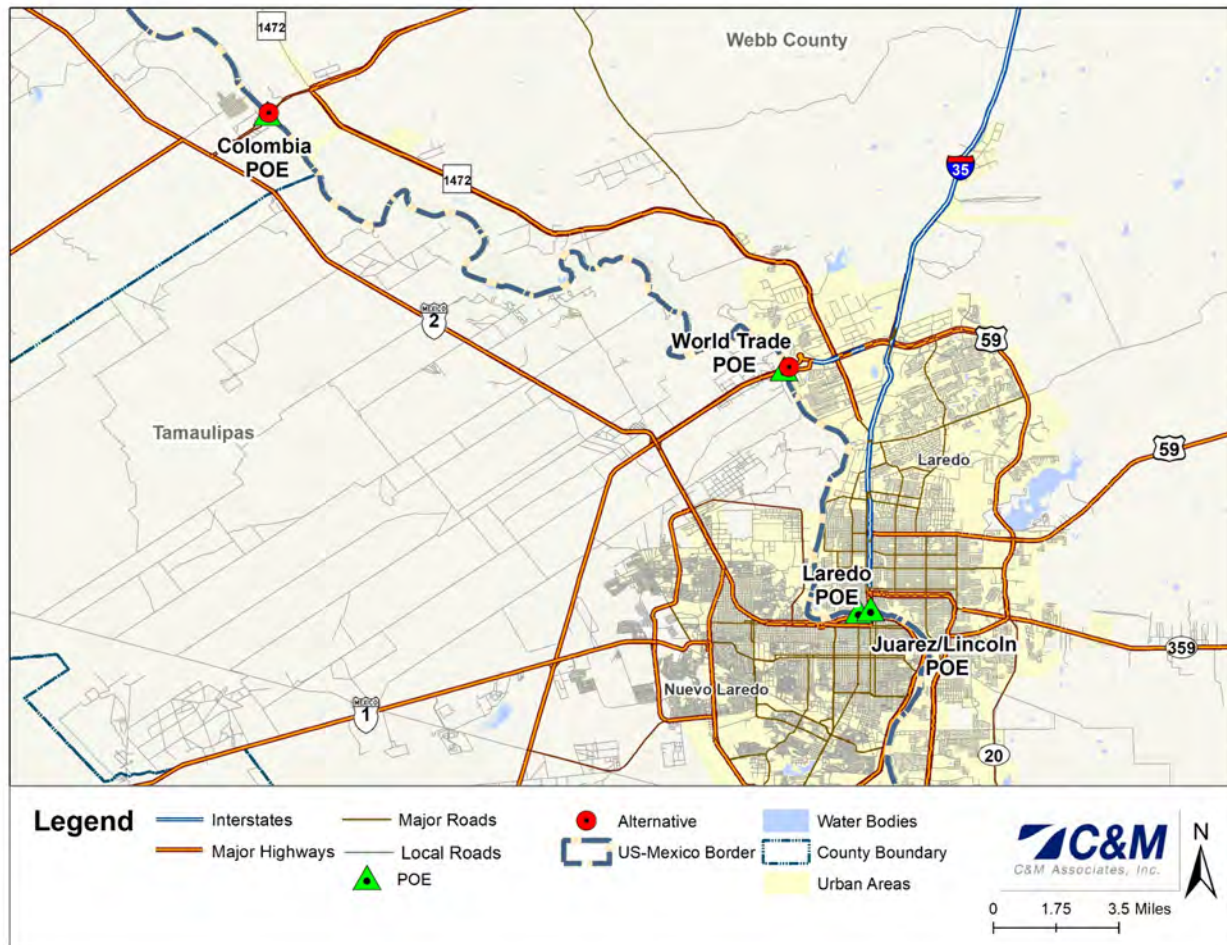 1472
Webb County
35
Colombia
POE
1472
MEXICO
2
World Trade
POE
59
Tamaulipas
Laredo
59
Laredo
POE
Juarez/Lincoln
POE
359
Nuevo Laredo
MEXICO
1
20
Legend
Interstates
Major Highways
Major Roads
Local Roads
POE
Alternative
US-Mexico Border
Water Bodies
County Boundary
Urban Areas
C&M
C&M Associates, Inc.
N
0 1.75 3.5 Miles